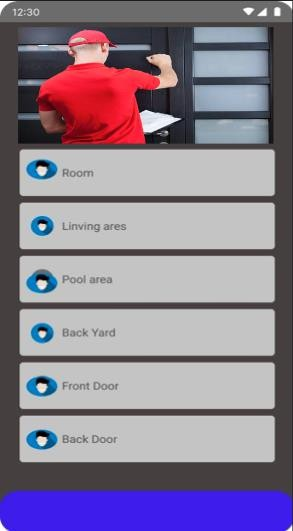 12:30
Room
Linving ares
Pool area
Back Yard
Front Door
Back Door